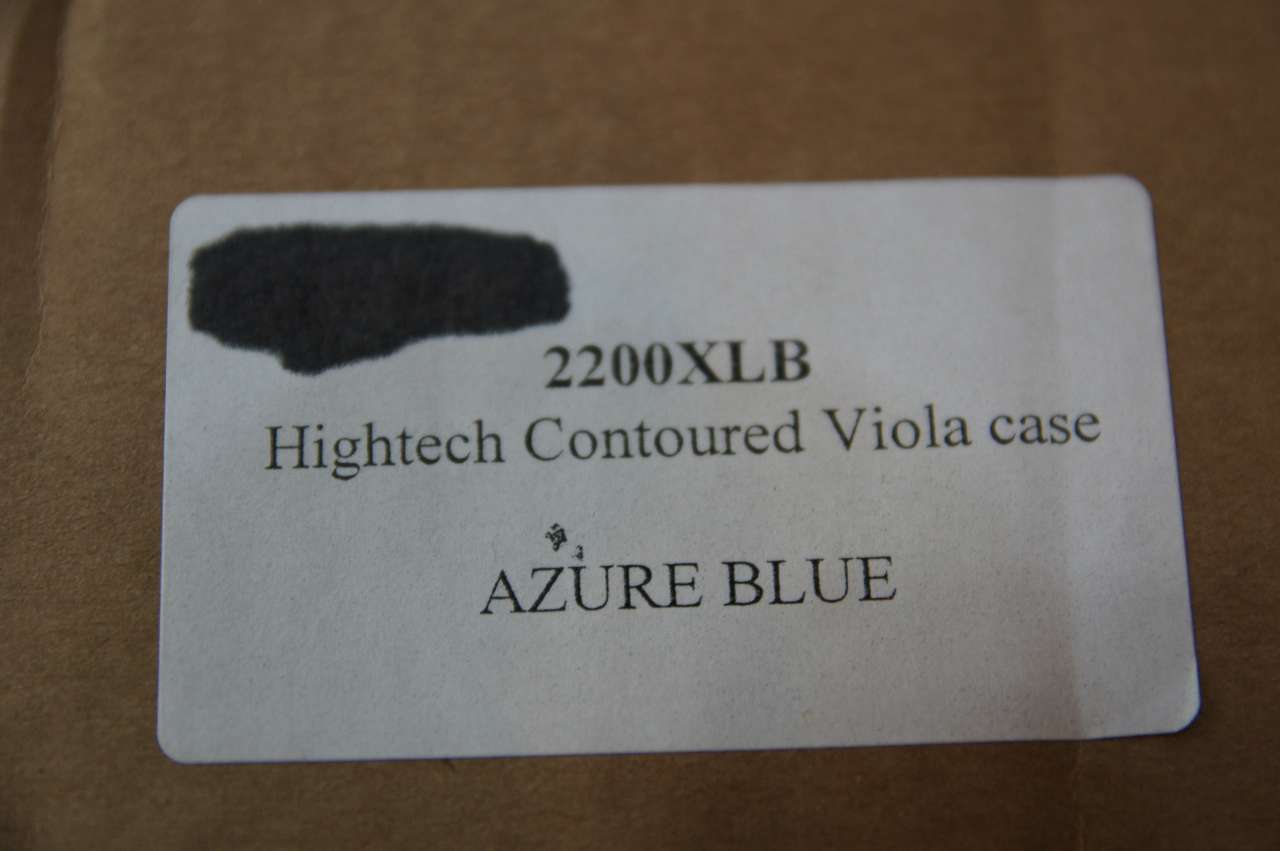 2200XLB
Hightech Contoured Viola case
AZURE BLUE